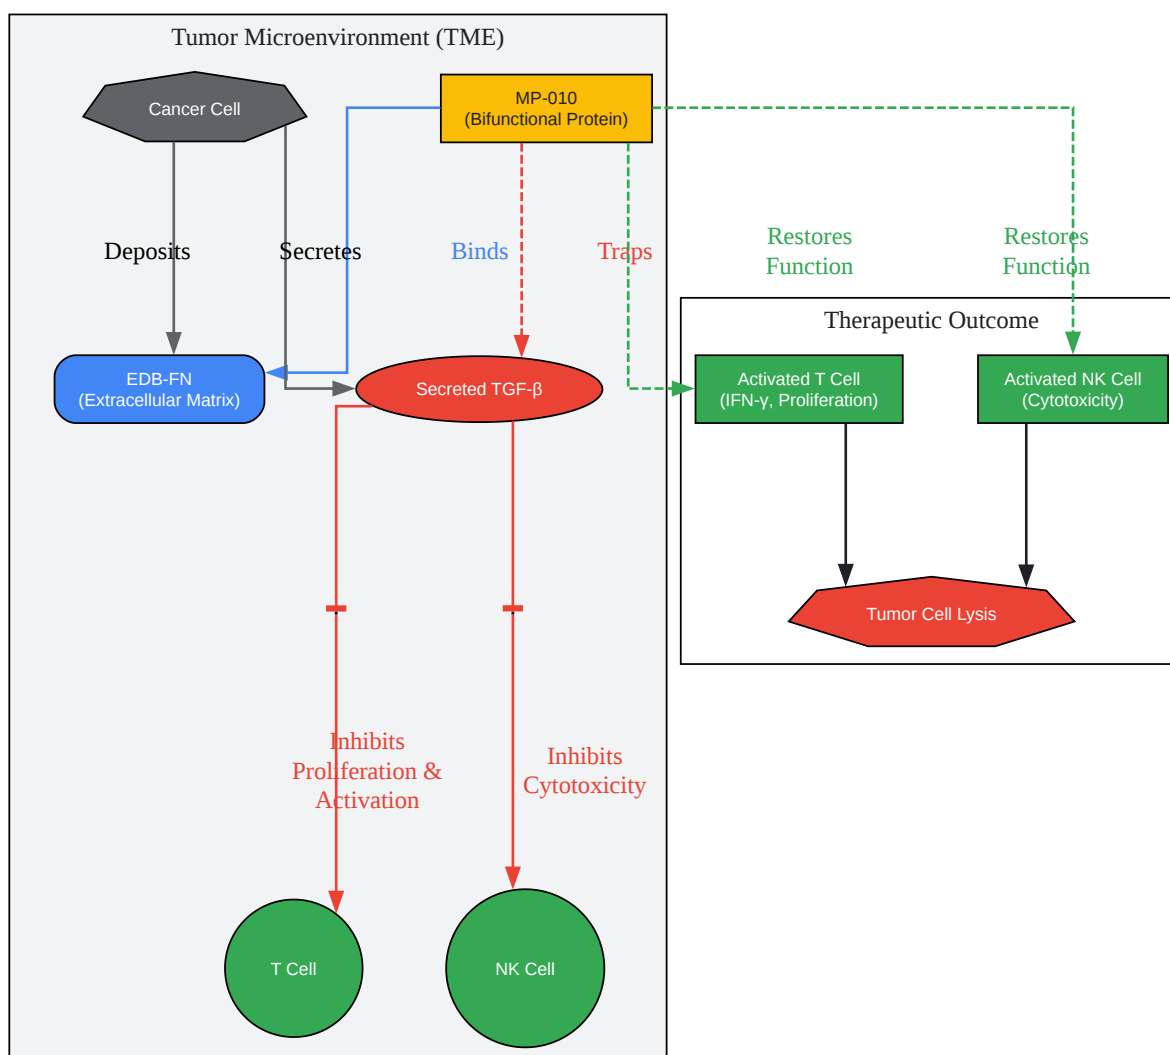 Tumor Microenvironment (TME)
Cancer Cell
MP-010
(Bifunctional Protein)
Deposits
Secretes
Binds
Traps
Restores
Function
Restores
Function
Therapeutic Outcome
EDB-FN
(Extracellular Matrix)
Secreted TGF-β
Activated T Cell
(IFN-γ, Proliferation)
Activated NK Cell
(Cytotoxicity)
Tumor Cell Lysis
Inhibits
Proliferation &
Activation
Inhibits
Cytotoxicity
T Cell
NK Cell